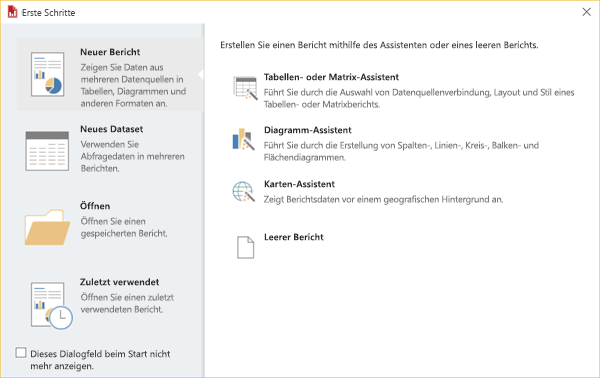 Erste Schritte
Neuer Bericht
Zeigen Sie Daten aus
mehreren Datenquellen in
Tabellen, Diagrammen und
anderen Formaten an.
Neues Dataset
Verwenden Sie
Abfragedaten in mehreren
Berichten.
Öffnen
Öffnen Sie einen
gespeicherten Bericht.
Zuletzt verwendet
Öffnen Sie einen zuletzt
verwendeten Bericht.
Dieses Dialogfeld beim Start nicht
mehr anzeigen.
Erstellen Sie einen Bericht mithilfe des Assistenten oder eines leeren Berichts.
Tabellen- oder Matrix-Assistent
Führt Sie durch die Auswahl von Datenquellenverbindung, Layout und Stil eines
Tabellen- oder Matrixberichts.
Diagramm-Assistent
Führt Sie durch die Erstellung von Spalten-, Linien-, Kreis-, Balken- und
Flächendiagrammen.
Karten-Assistent
Zeigt Berichtsdaten vor einem geografischen Hintergrund an.
Leerer Bericht